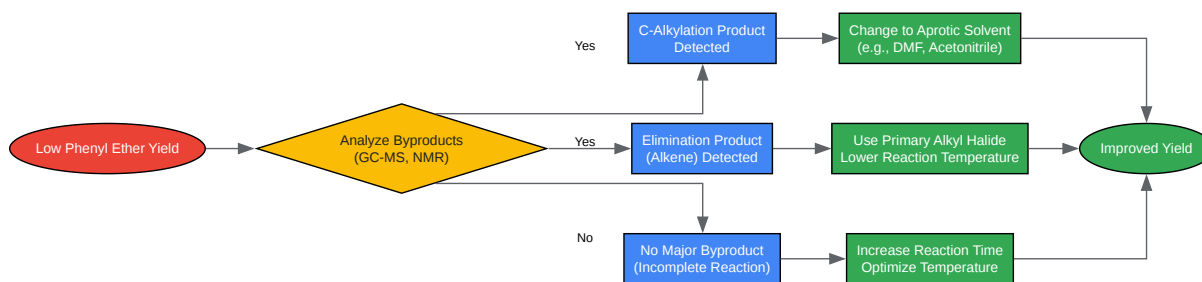 Low Phenyl Ether Yield
Analyze Byproducts
(GC-MS, NMR)
Yes
C-Alkylation Product
Detected
Change to Aprotic Solvent
(e.g., DMF, Acetonitrile)
Yes
Elimination Product
(Alkene) Detected
Use Primary Alkyl Halide
Lower Reaction Temperature
Improved Yield
No
No Major Byproduct
(Incomplete Reaction)
Increase Reaction Time
Optimize Temperature